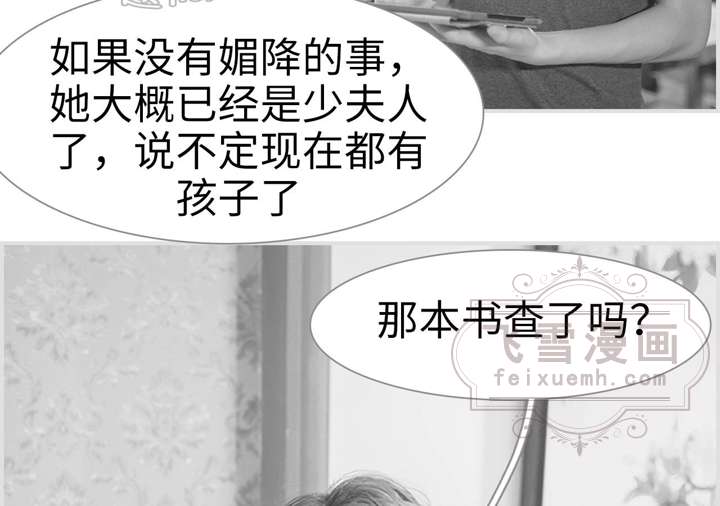 如果没有媚降的事，
她大概已经是少夫人
了，说不定现在都有
孩子了
那本书查了吗？
飞雪漫画
feixuemh.com